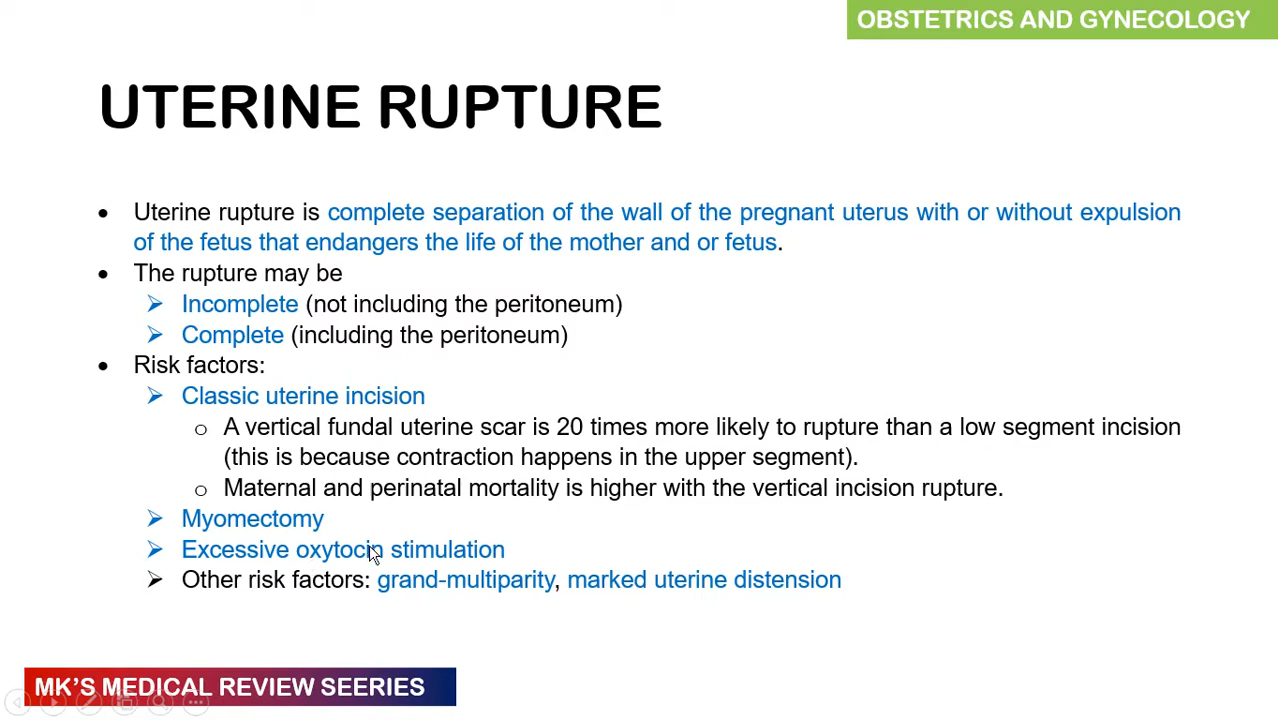 OBSTETRICS AND GYNECOLOGY
UTERINE RUPTURE
• Uterine rupture is complete separation of the wall of the pregnant uterus with or without expulsion
of the fetus that endangers the life of the mother and or fetus.
• The rupture may be
➢ Incomplete (not including the peritoneum)
➢ Complete (including the peritoneum)
• Risk factors:
➢ Classic uterine incision
o A vertical fundal uterine scar is 20 times more likely to rupture than a low segment incision
(this is because contraction happens in the upper segment).
o Maternal and perinatal mortality is higher with the vertical incision rupture.
➢ Myomectomy
➢ Excessive oxytocin stimulation
➢ Other risk factors: grand-multiparity, marked uterine distension
MK'S MEDICAL REVIEW SEERIES